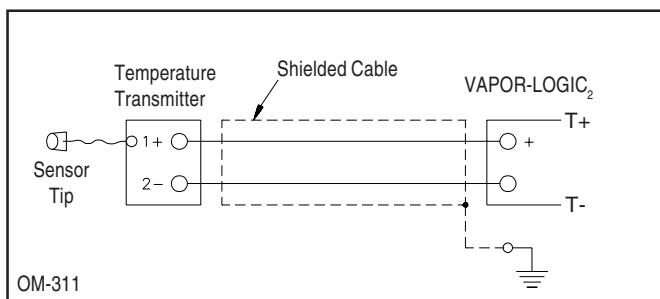 Temperature
Transmitter
Shielded Cable
VAPOR-LOGIC₂
T+
1+
+
Sensor
Tip
2-
T-
OM-311